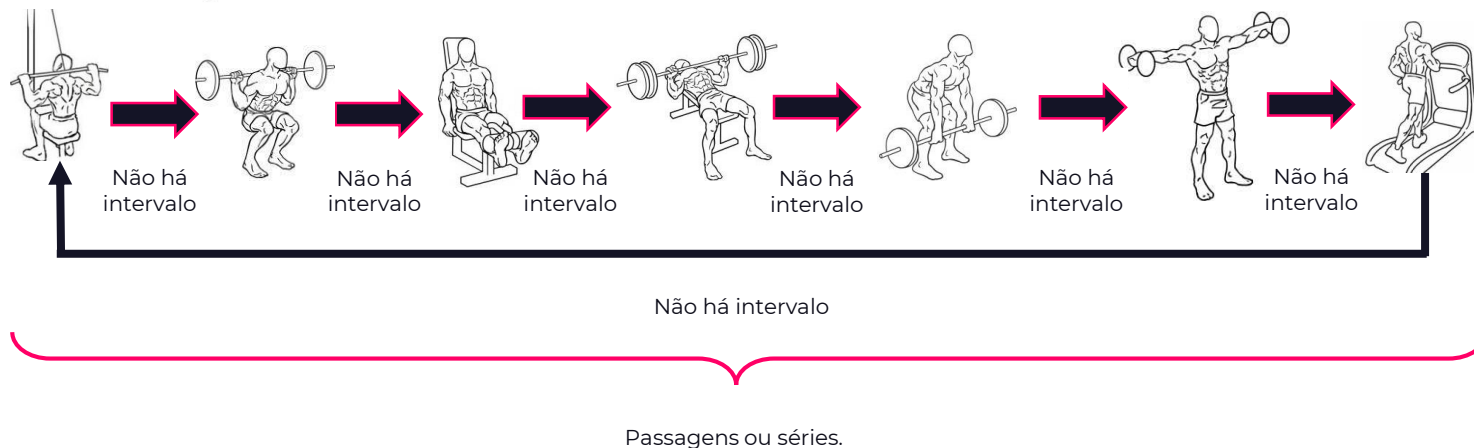 Não há
intervalo
Não há
intervalo
Não há
intervalo
Não há
intervalo
Não há
intervalo
Não há
intervalo
Não há intervalo
Passagens ou séries.